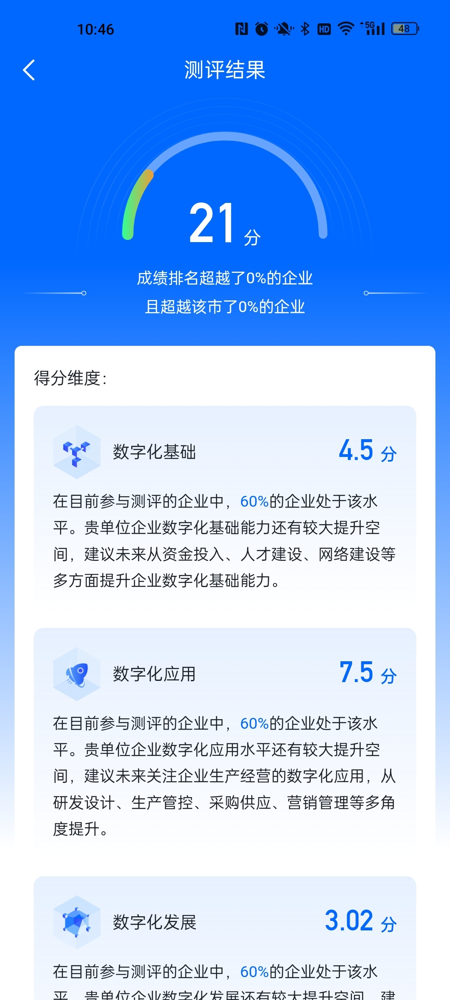 10:46
HD
5G
48
测评结果
21 分
成绩排名超越了0%的企业
且超越该市了0%的企业
得分维度：
数字化基础
4.5 分
在目前参与测评的企业中，60%的企业处于该水
平。贵单位企业数字化基础能力还有较大提升空
间，建议未来从资金投入、人才建设、网络建设等
多方面提升企业数字化基础能力。
数字化应用
7.5 分
在目前参与测评的企业中，60%的企业处于该水
平。贵单位企业数字化应用水平还有较大提升空
间，建议未来关注企业生产经营的数字化应用，从
研发设计、生产管控、采购供应、营销管理等多角
度提升。
数字化发展
3.02 分
在目前参与测评的企业中，60%的企业处于该水
平。贵单位企业数字化发展还有较大提升空间，建